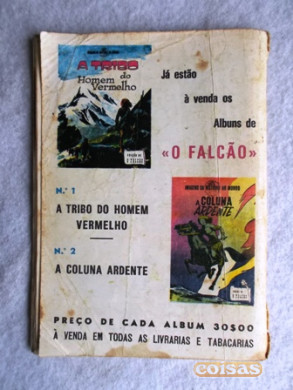 A TRIBO
do
Homem
Vermelho
Já estão
à venda os
Albuns de
«O FALCÃO»
N.º 1
A TRIBO DO HOMEM
VERMELHO
N.º 2
A COLUNA ARDENTE
A COLUNA
ARDENTE
PREÇO DE CADA ALBUM 30$00
À VENDA EM TODAS AS LIVRARIAS E TABACARIAS
coisas